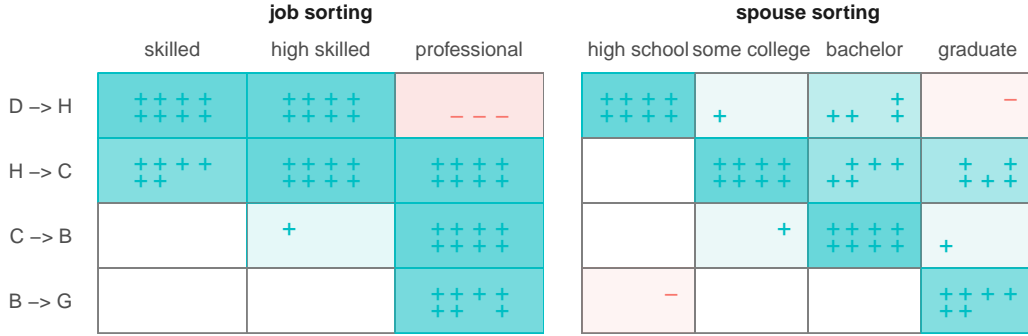 job sorting spouse sorting
skilled high skilled professional high school some college bachelor graduate
D −> H
+ + + + + + + + + + + + + + + + − − − + + + + + + + + + + + + + −
H −> C
+ + + + + + + + + + + + + + + + + + + + + + + + + + + + + + + + + + + + + + + + +
C −> B
+ + + + + + + + + + + + + + + + + + + +
B −> G
+ + + + + + + − + + + + + +